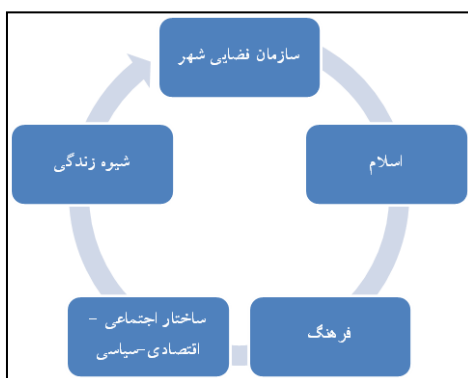 سازمان فضایی شهر
اسلام
فرهنگ
ساختار اجتماعی -
اقتصادی-سیاسی
شیوه زندگی